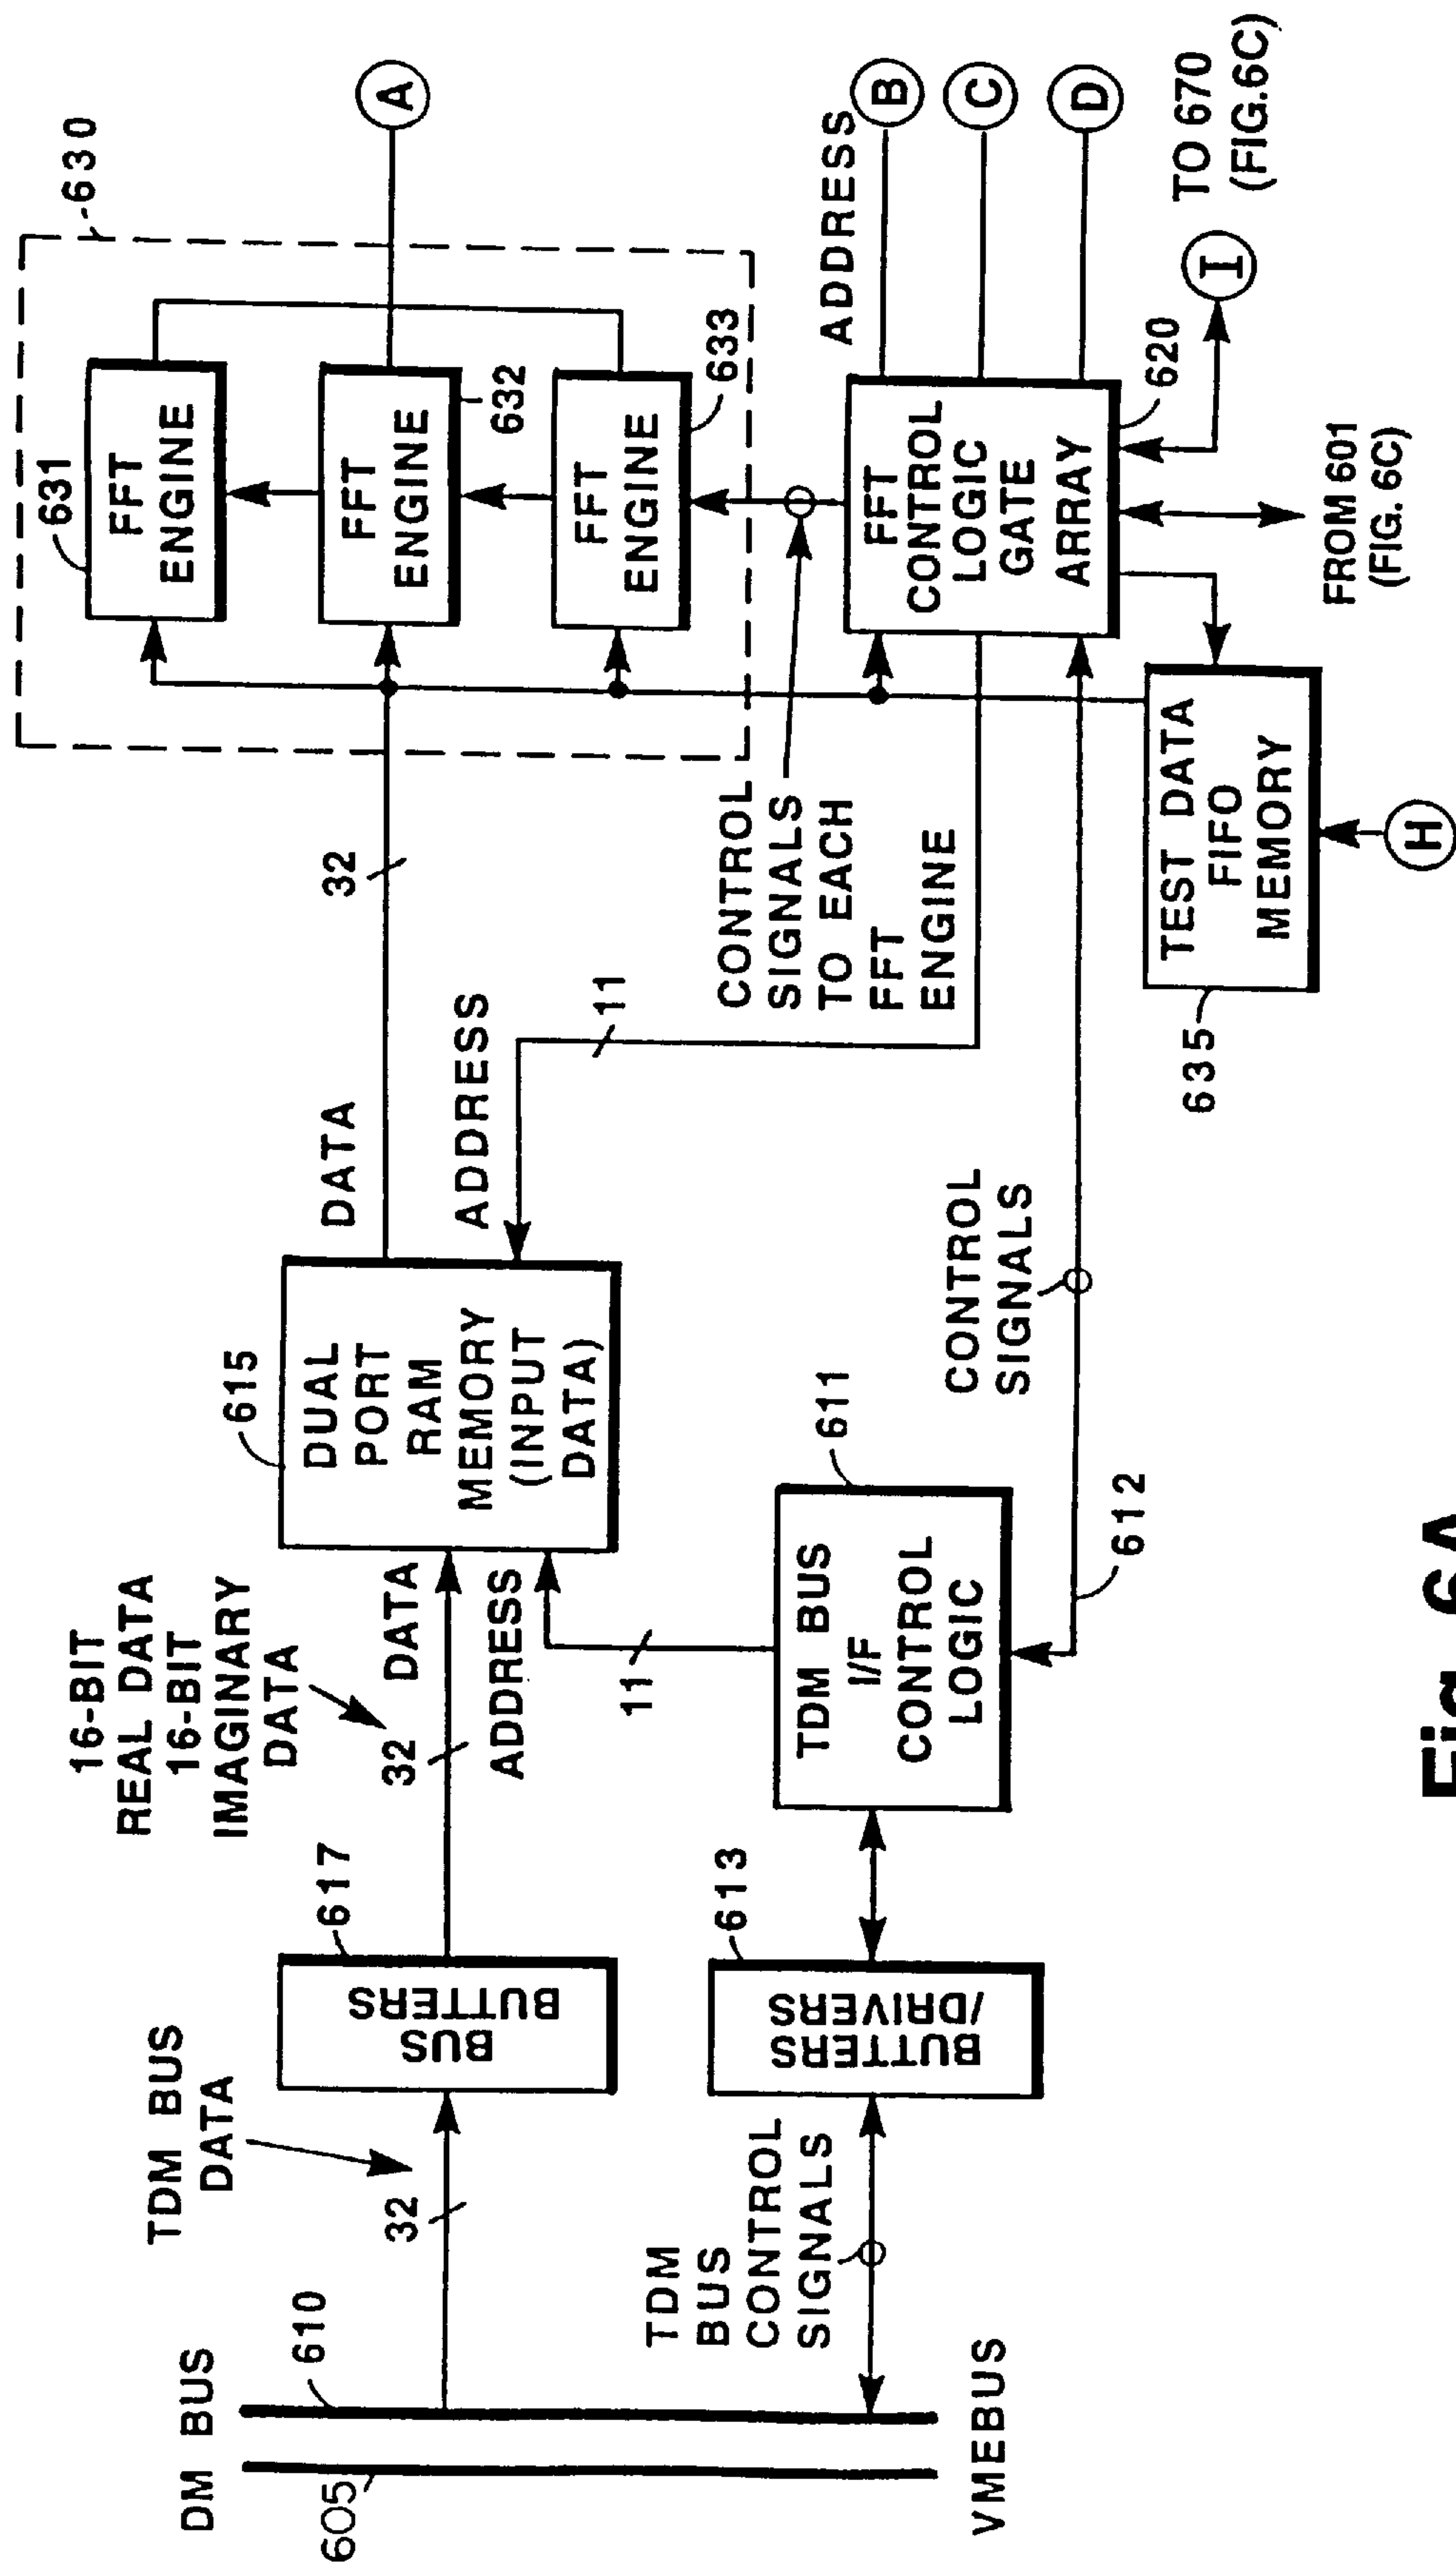 DM BUS
605
610
VMEBUS
TDM BUS
DATA
32
TDM
BUS
CONTROL
SIGNALS
617
BUS
BUTTERS
613
BUTTERS
/DRIVERS
16-BIT
REAL DATA
16-BIT
IMAGINARY
DATA
32
DATA
ADDRESS
11
615
DUAL
PORT
RAM
MEMORY
(INPUT
DATA)
611
TDM BUS
I/F
CONTROL
LOGIC
612
CONTROL
SIGNALS
DATA
32
ADDRESS
11
CONTROL
SIGNALS
TO EACH
FFT
ENGINE
635
TEST DATA
FIFO
MEMORY
H
630
631
FFT
ENGINE
632
FFT
ENGINE
633
FFT
ENGINE
FFT
CONTROL
LOGIC
GATE
ARRAY
620
FROM 601
(FIG. 6C)
ADDRESS
A
B
C
D
I
TO 670
(FIG.6C)
Fig. 6A